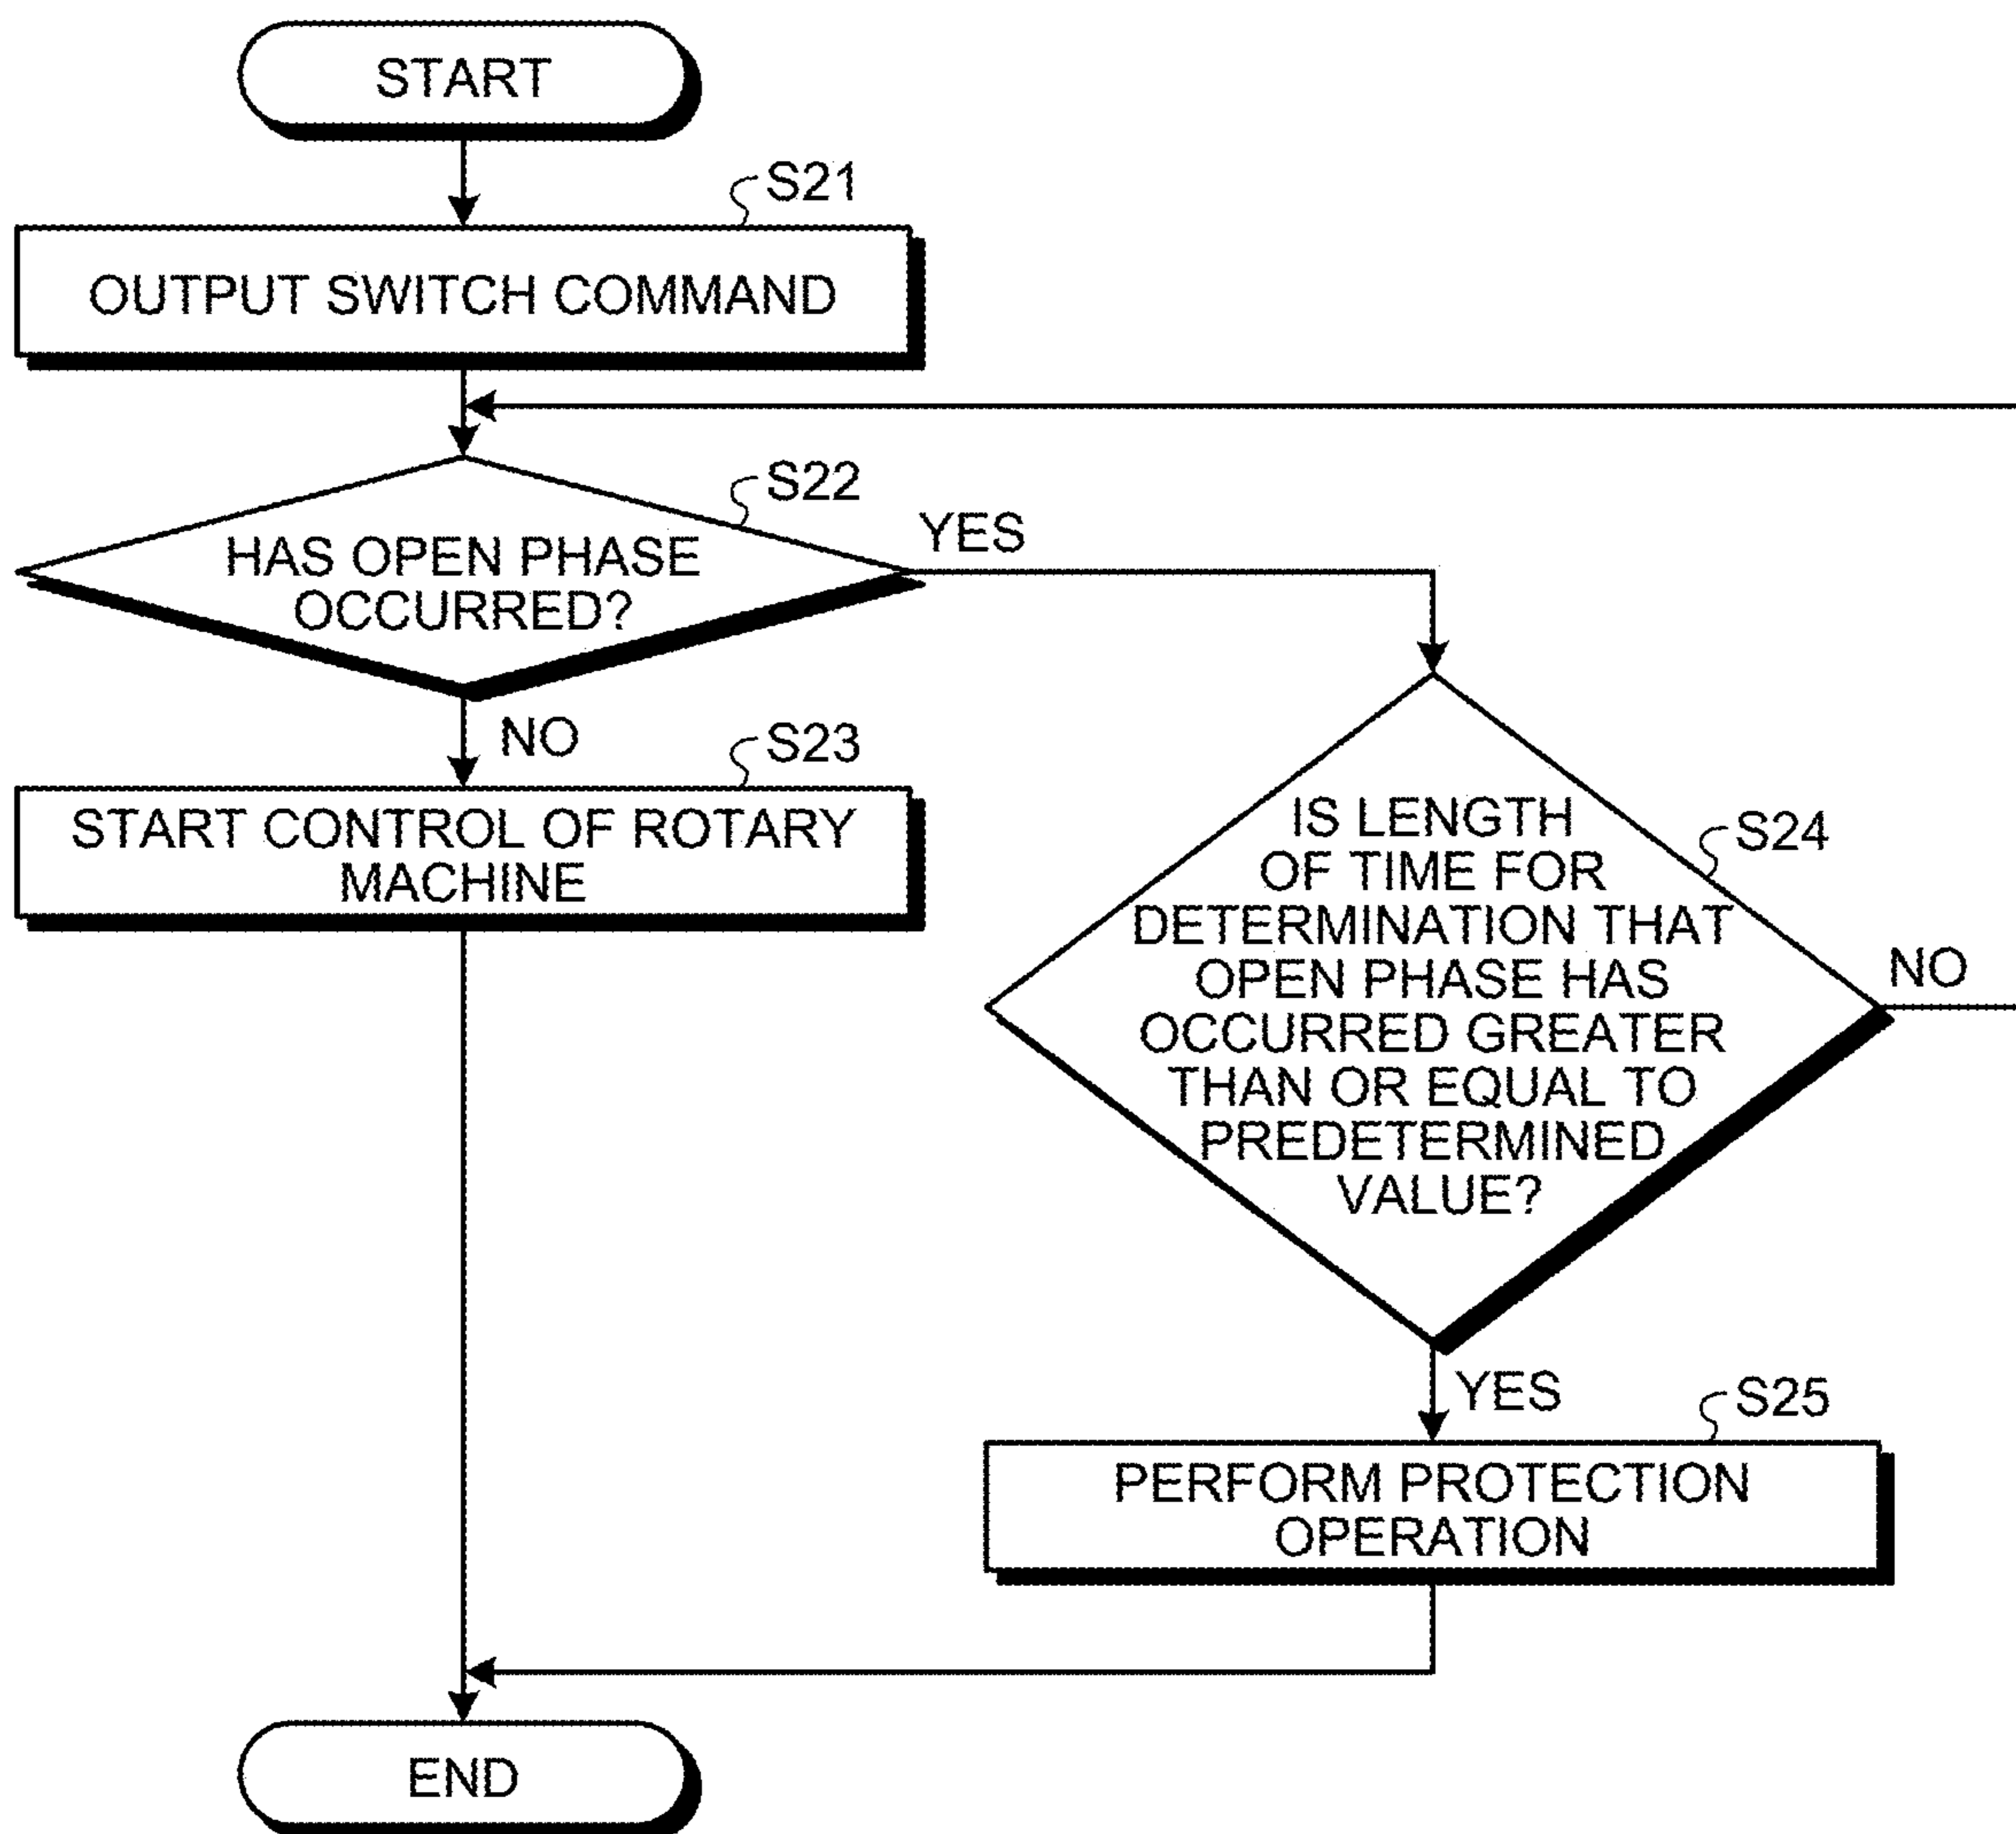 START
S21
OUTPUT SWITCH COMMAND
S22
HAS OPEN PHASE
OCCURRED?
YES
NO
S23
START CONTROL OF ROTARY
MACHINE
S24
IS LENGTH
OF TIME FOR
DETERMINATION THAT
OPEN PHASE HAS
OCCURRED GREATER
THAN OR EQUAL TO
PREDETERMINED
VALUE?
NO
YES
S25
PERFORM PROTECTION
OPERATION
END